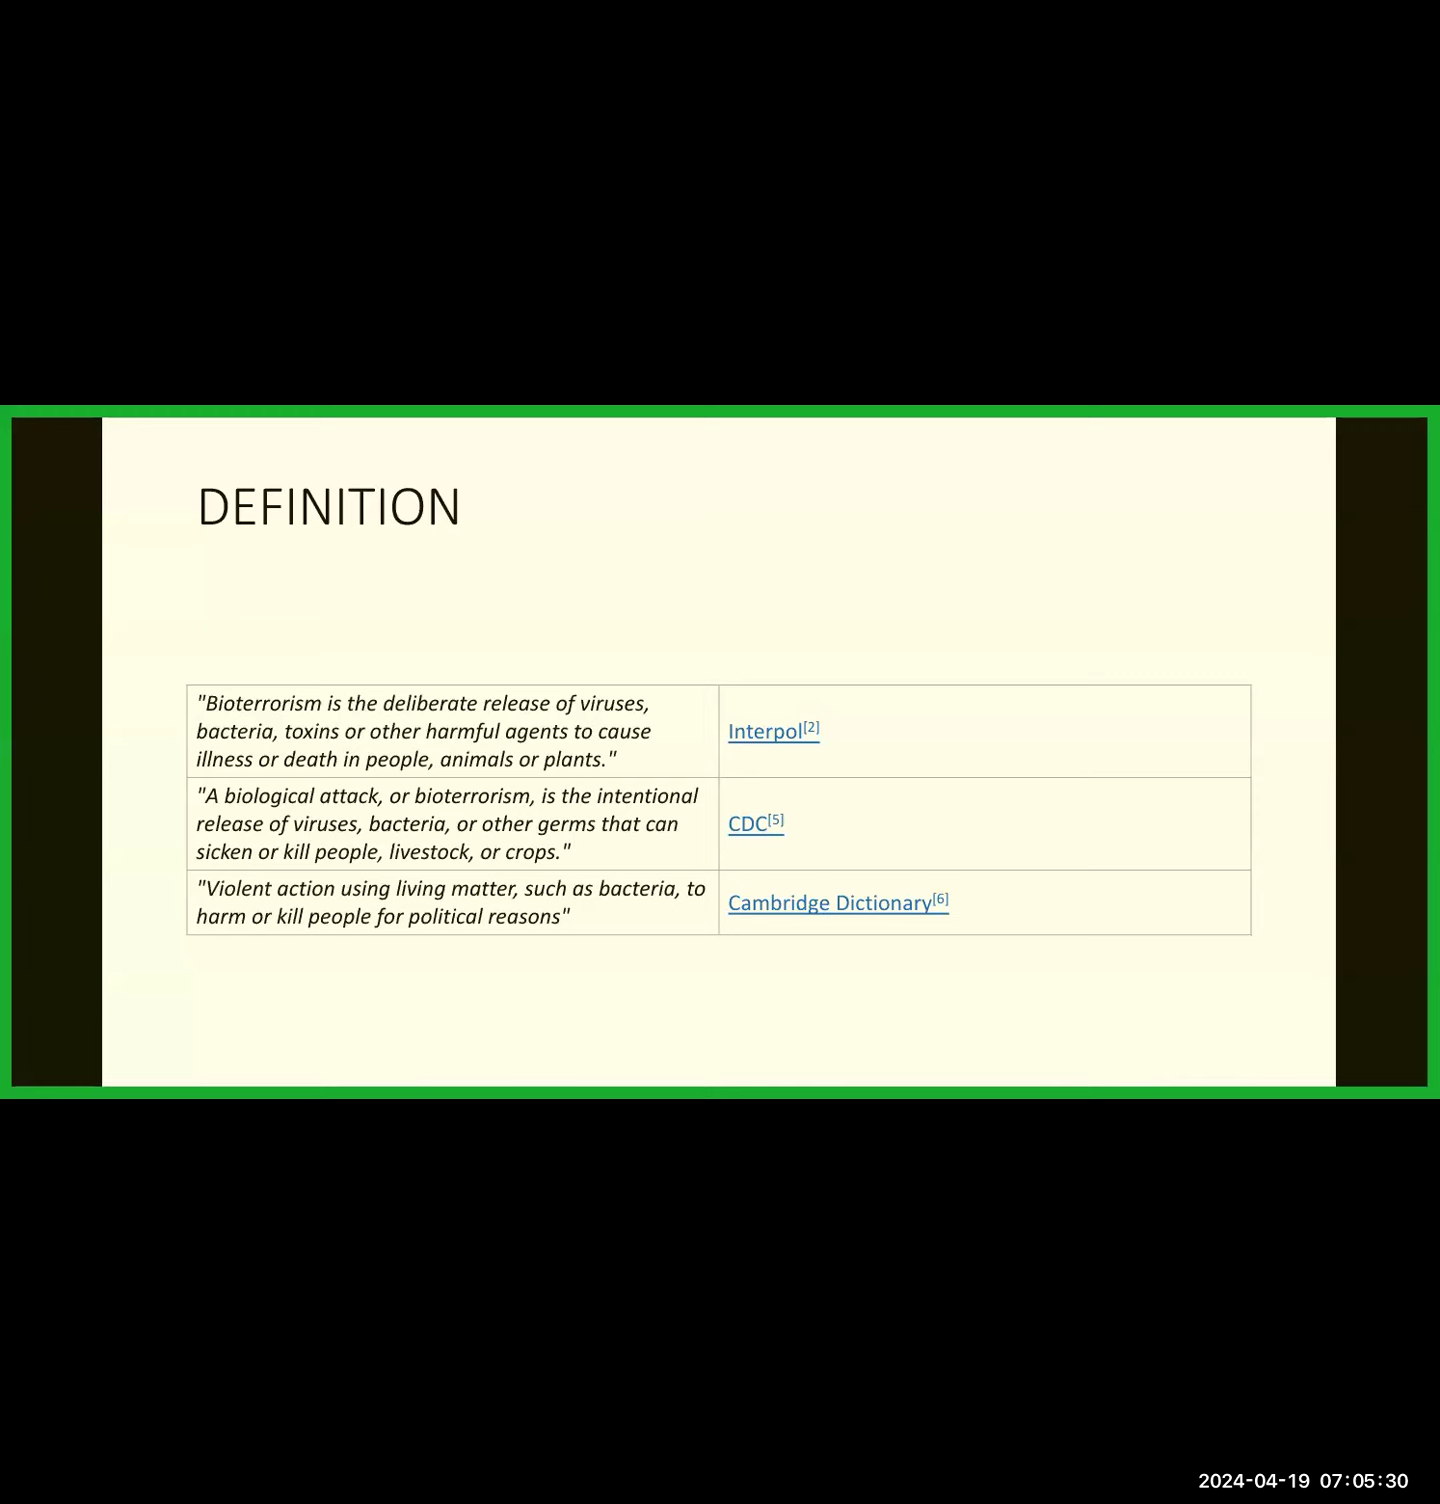 DEFINITION
"Bioterrorism is the deliberate release of viruses,
bacteria, toxins or other harmful agents to cause
illness or death in people, animals or plants."
Interpol[2]
"A biological attack, or bioterrorism, is the intentional
release of viruses, bacteria, or other germs that can
sicken or kill people, livestock, or crops."
CDC[5]
"Violent action using living matter, such as bacteria, to
harm or kill people for political reasons"
Cambridge Dictionary[6]
2024-04-19 07:05:30